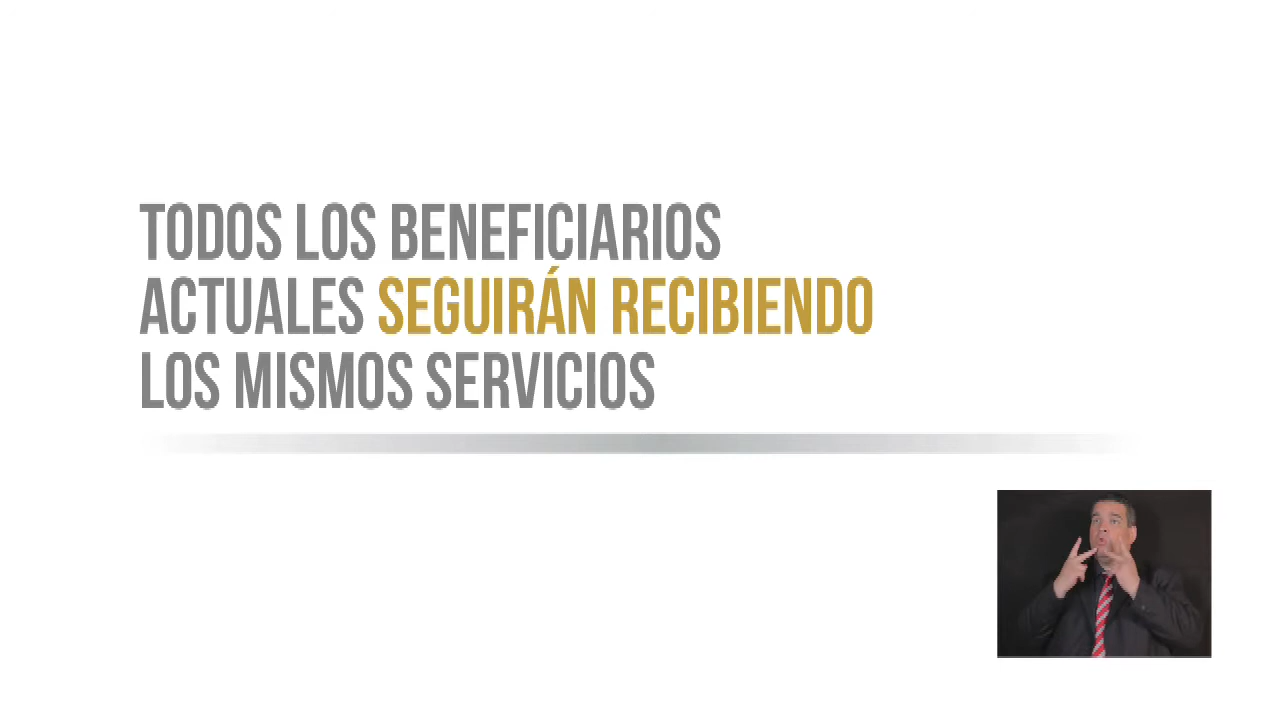 TODOS LOS BENEFICIARIOS
ACTUALES SEGUIRÁN RECIBIENDO
LOS MISMOS SERVICIOS